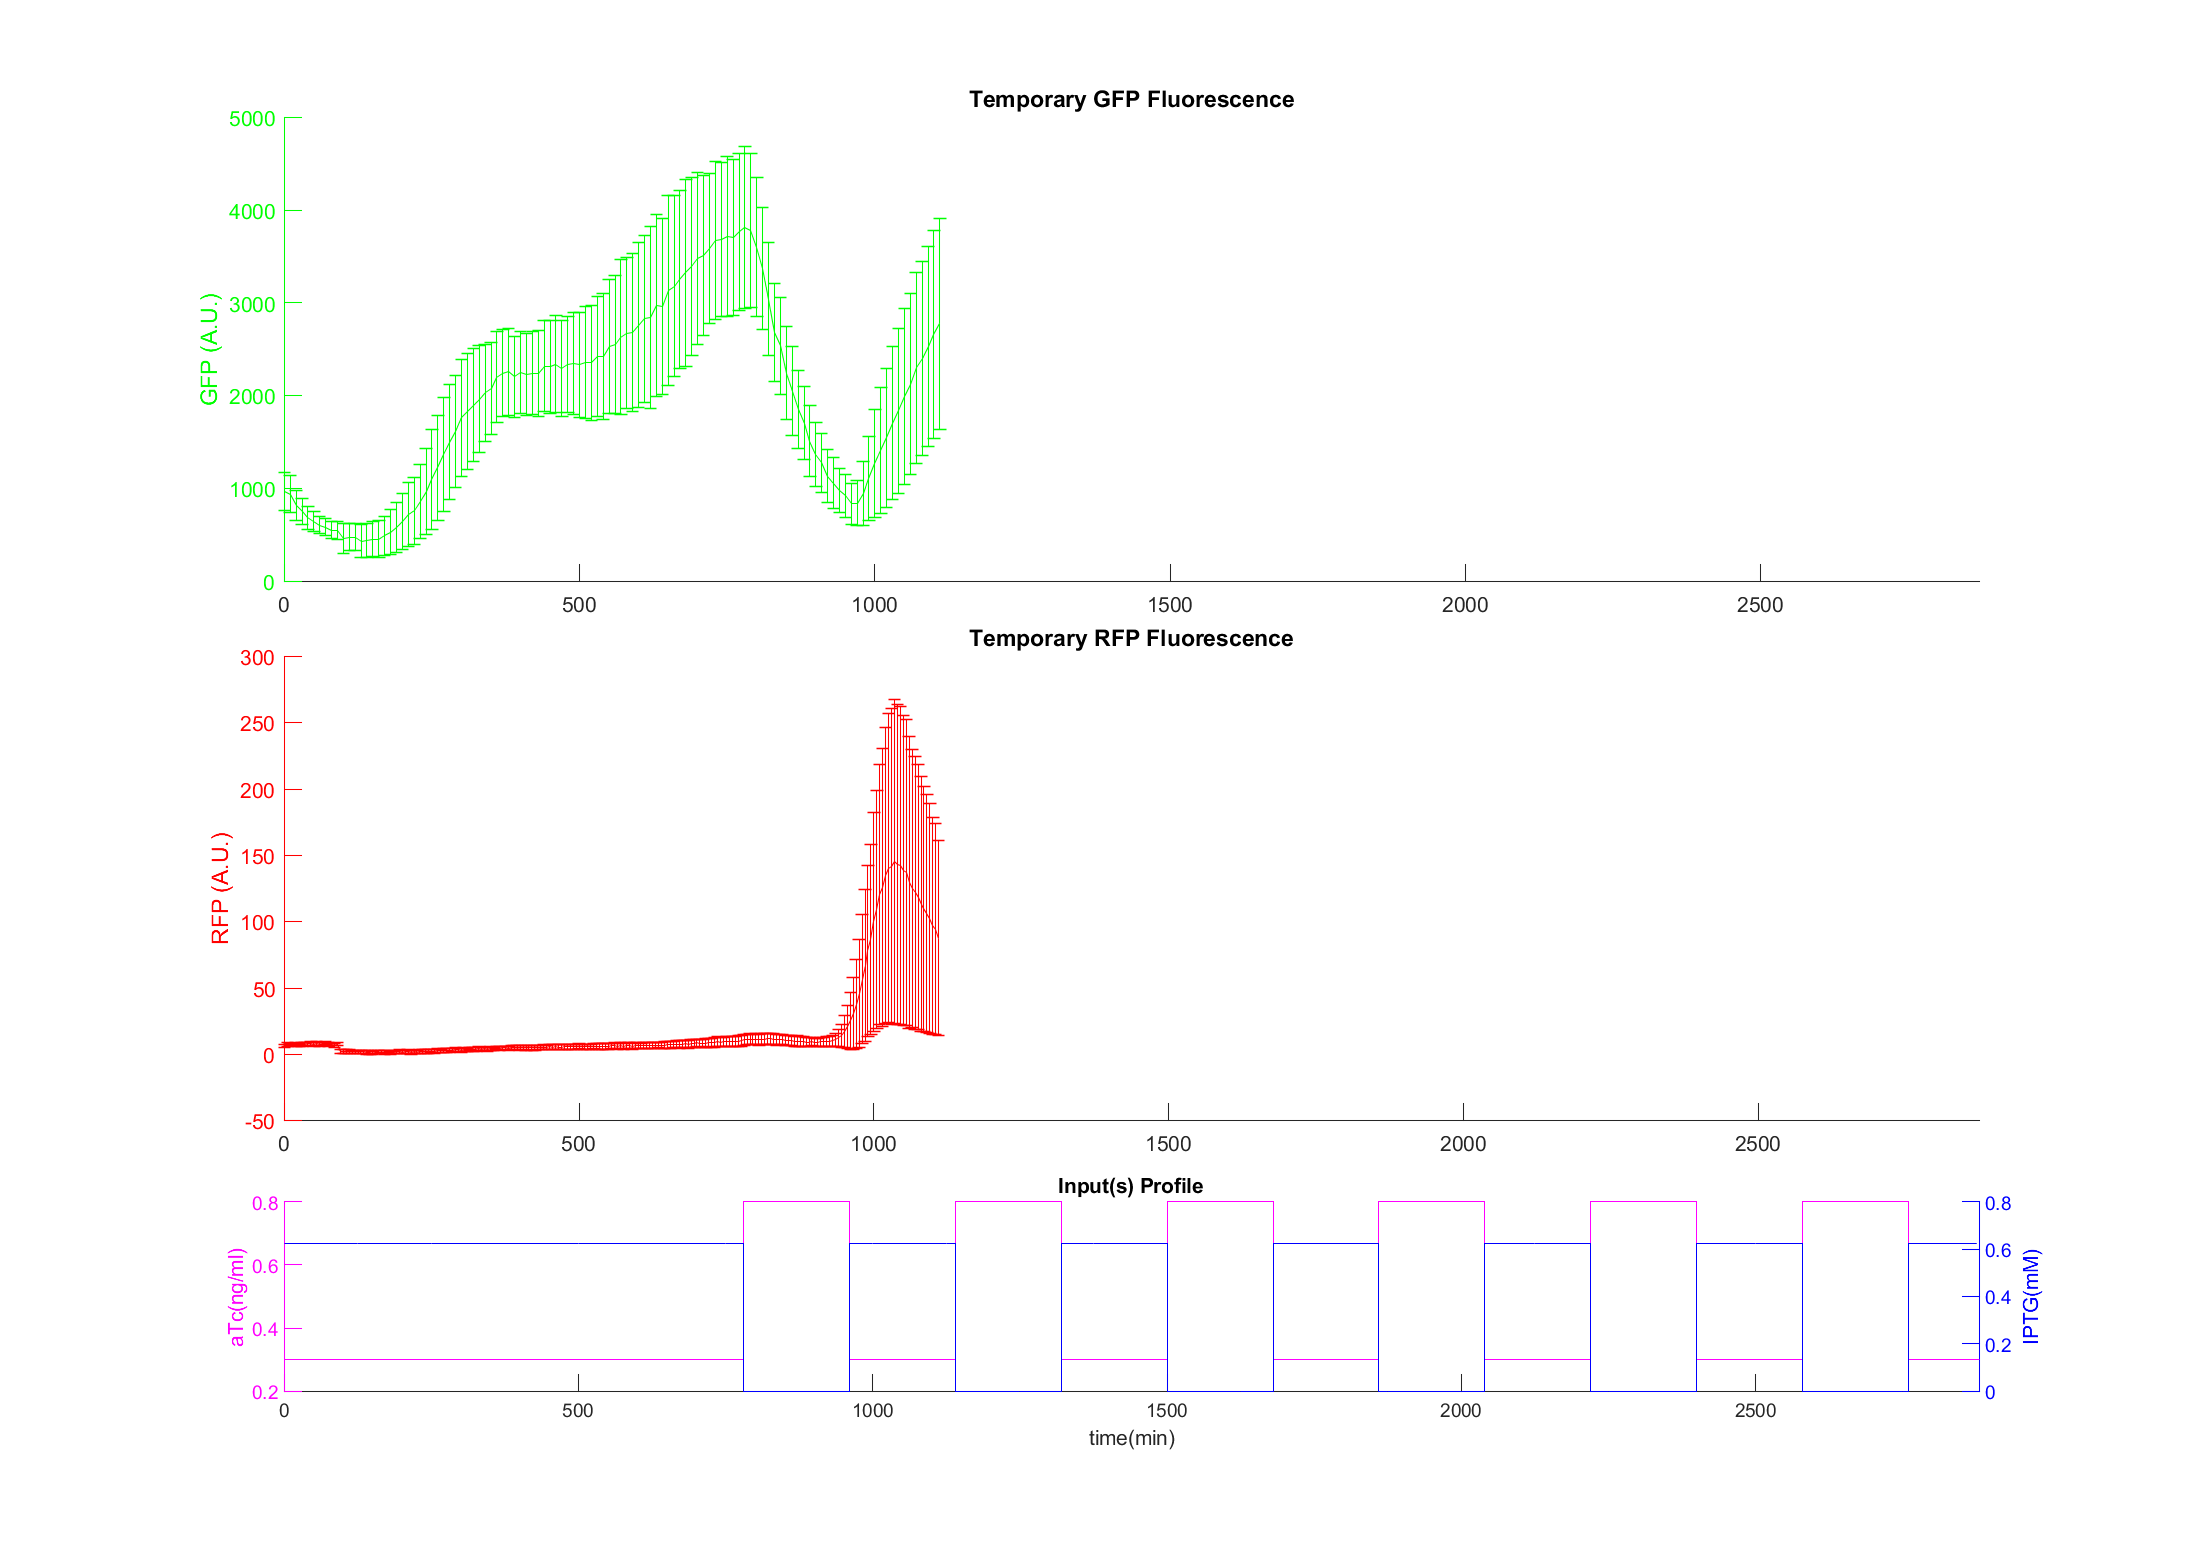 Temporary GFP Fluorescence
5000
4000
3000
2000
1000
0
GFP (A.U.)
0 500 1000 1500 2000 2500
Temporary RFP Fluorescence
300
250
200
150
100
50
0
-50
RFP (A.U.)
0 500 1000 1500 2000 2500
Input(s) Profile
0.8
0.6
0.4
0.2
aTc(ng/ml)
0.8
0.6
0.4
0.2
0
IPTG(mM)
0 500 1000 1500 2000 2500
time(min)